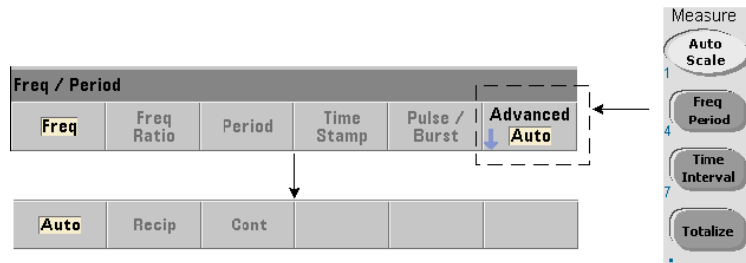 Measure
Auto
Scale
1
Freq / Period
Freq
Freq
Ratio
Period
Time
Stamp
Pulse /
Burst
Advanced
Auto
Freq
Period
4
Time
Interval
7
Auto
Recip
Cont
Totalize